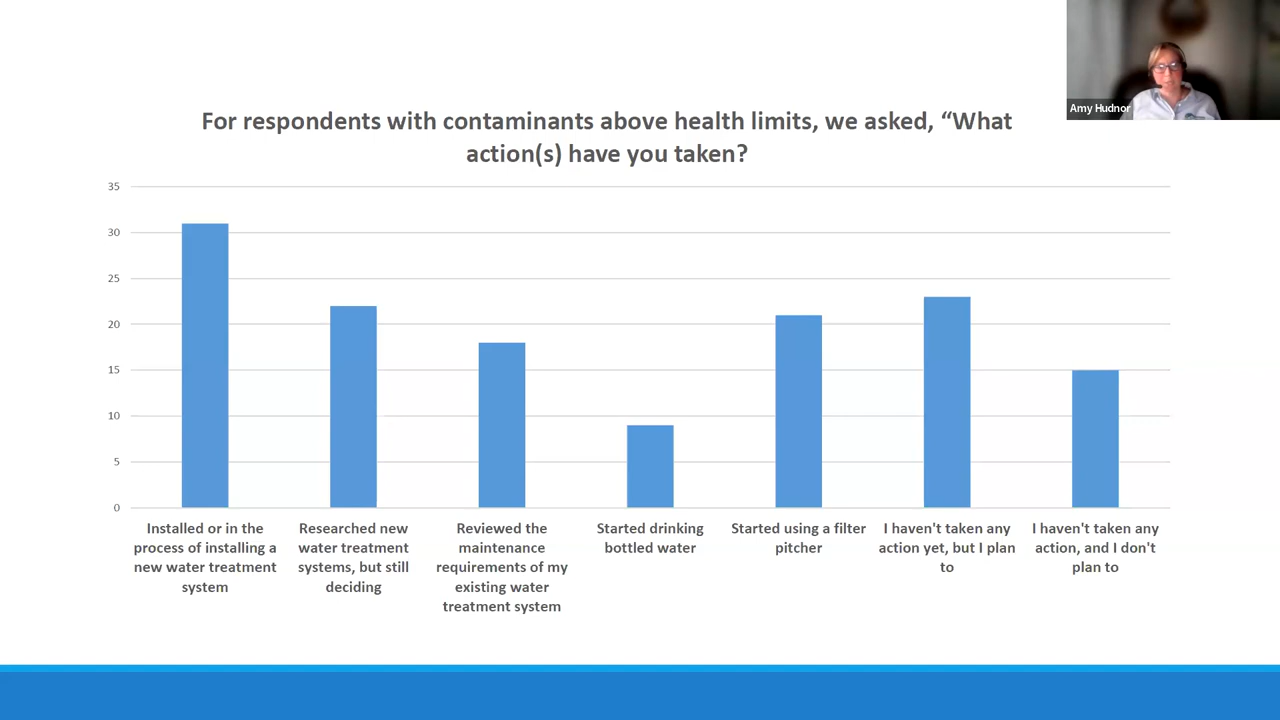 Amy Hudnor
For respondents with contaminants above health limits, we asked, “What
action(s) have you taken?
35
30
25
20
15
10
5
0
Installed or in the
process of installing a
new water treatment
system
Researched new
water treatment
systems, but still
deciding
Reviewed the
maintenance
requirements of my
existing water
treatment system
Started drinking
bottled water
Started using a filter
pitcher
I haven't taken any
action yet, but I plan
to
I haven't taken any
action, and I don't
plan to